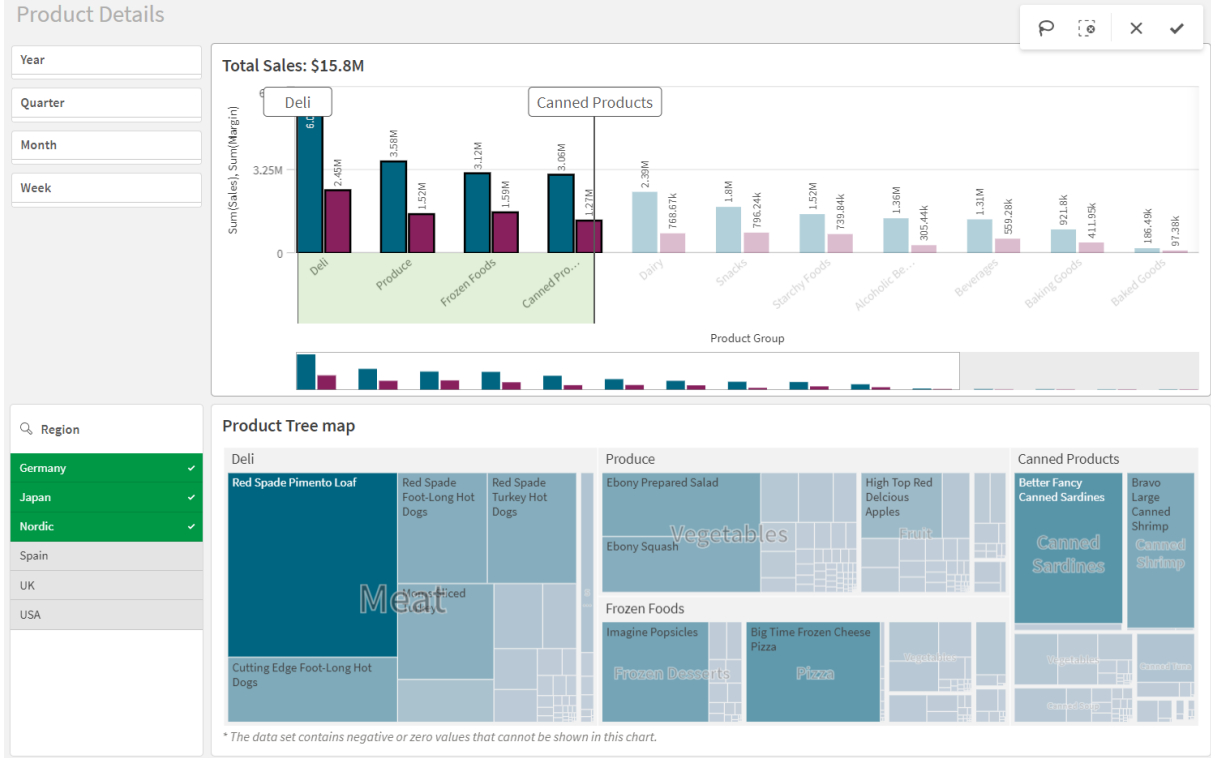 Product Details
Year
Quarter
Month
Week
Total Sales: $15.8M
Deli
Canned Products
Sum(Sales), Sum(Margin)
3.25M
0
2.45M
3.58M
1.52M
3.12M
1.59M
3.06M
1.27M
2.39M
768.67k
1.8M
796.24k
1.52M
739.84k
1.36M
305.44k
1.31M
559.28k
921.8k
411.95k
186.49k
97.38k
Deli
Produce
Frozen Foods
Canned Pro...
Dairy
Snacks
Starchy Foods
Alcoholic Be...
Beverages
Baking Goods
Baked Goods
Product Group
Region
Germany
Japan
Nordic
Spain
UK
USA
Product Tree map
Deli
Red Spade Pimento Loaf
Red Spade
Foot-Long Hot
Dogs
Red Spade
Turkey Hot
Dogs
Meat
Cutting Edge Foot-Long Hot
Dogs
Produce
Ebony Prepared Salad
Vegetables
Ebony Squash
High Top Red
Delcious
Apples
Fruit
Frozen Foods
Imagine Popsicles
Frozen Desserts
Big Time Frozen Cheese
Pizza
Pizza
Vegetables
Canned Products
Better Fancy
Canned Sardines
Canned
Sardines
Bravo
Large
Canned
Shrimp
Canned
Shrimp
Vegetables
Canned Tuna
* The data set contains negative or zero values that cannot be shown in this chart.